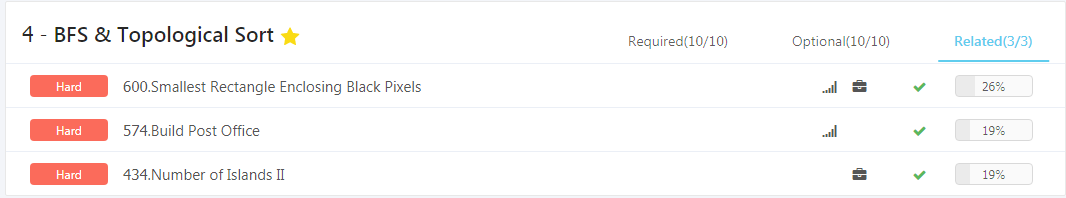 4 - BFS & Topological Sort
Required(10/10) Optional(10/10) Related(3/3)
Hard 600.Smallest Rectangle Enclosing Black Pixels 26%
Hard 574.Build Post Office 19%
Hard 434.Number of Islands II 19%